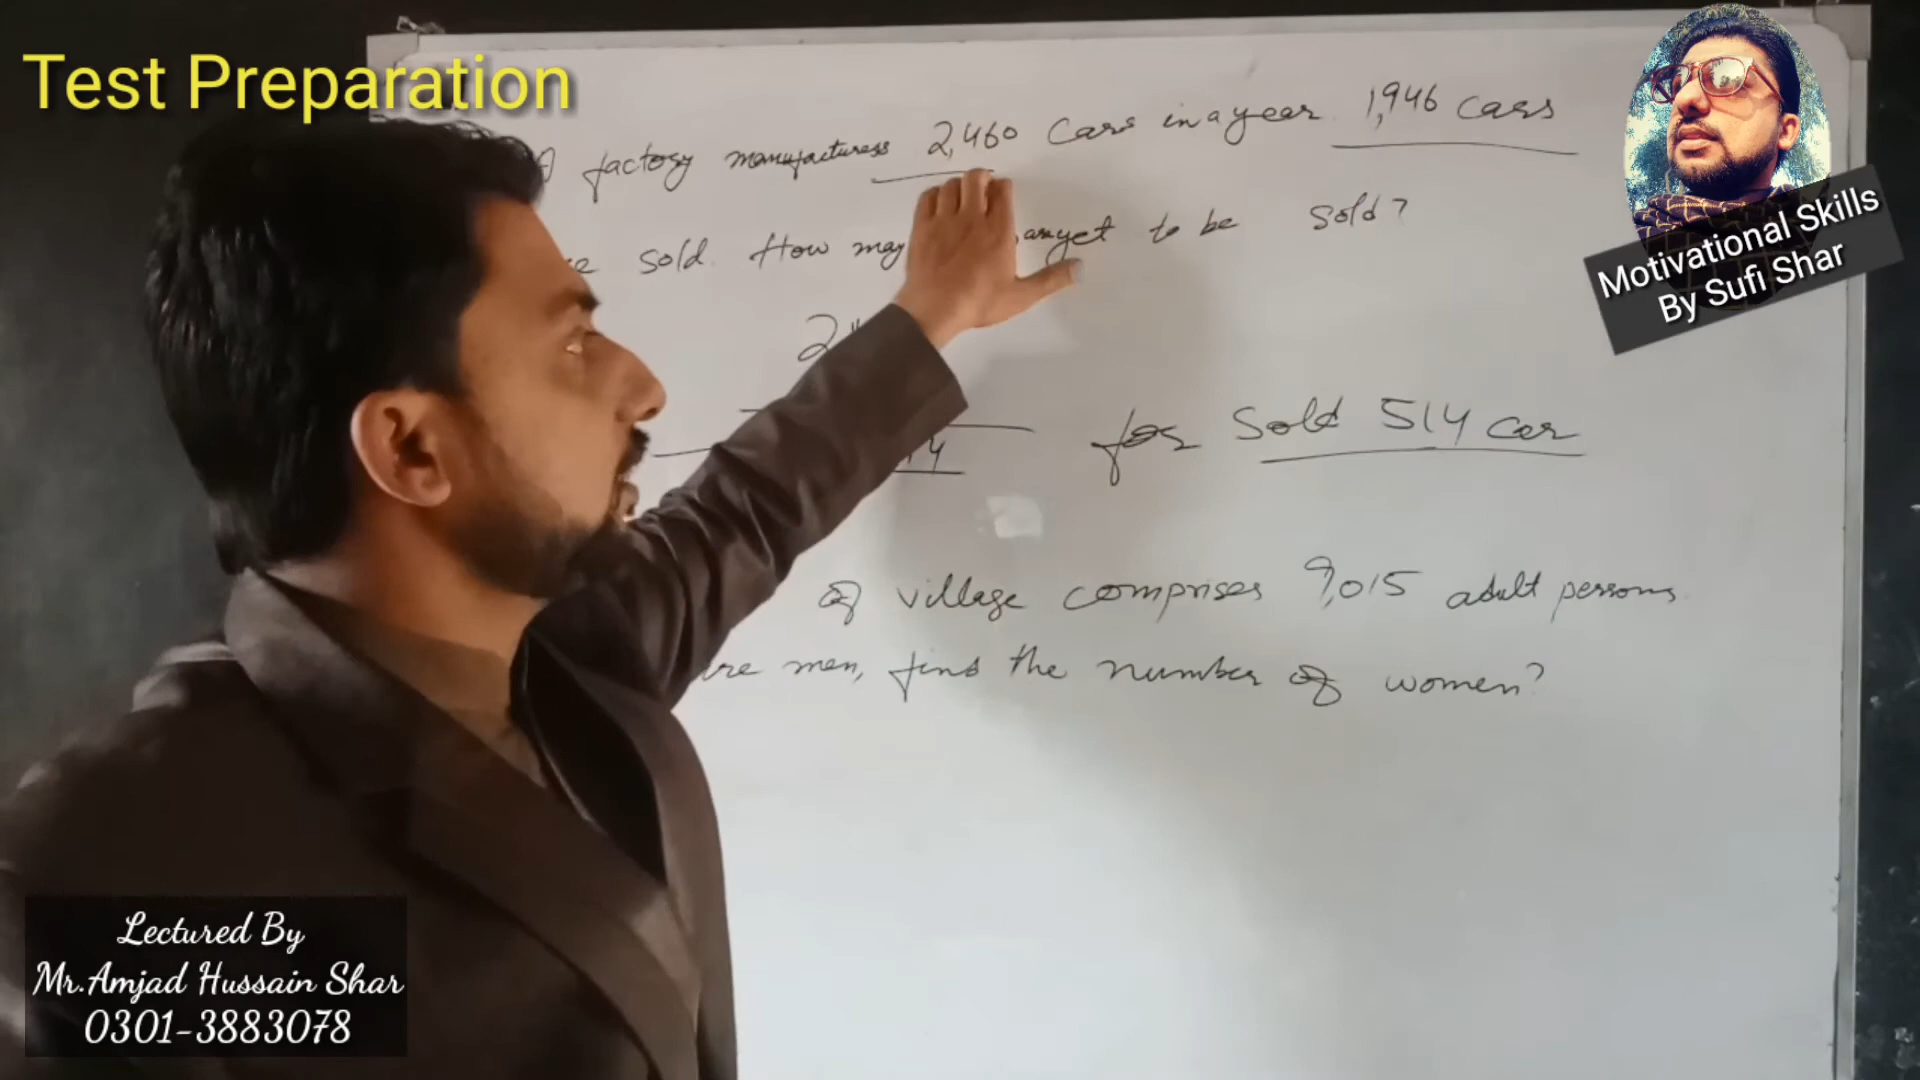 Test Preparation
factory manufacturess 2,460 Cars in a year. 1,946 cars
sold. How may yet to be sold?
for Sold 514 car
of village comprises 9,015 adult persons
men, find the number of women?
Motivational Skills
By Sufi Shar
Lectured By
Mr.Amjad Hussain Shar
0301-3883078